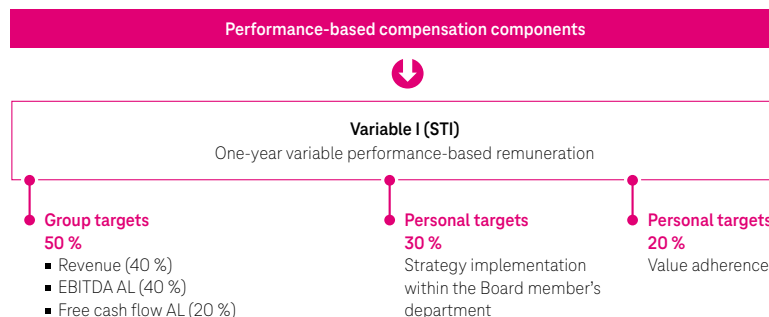 Performance-based compensation components
Variable I (STI)
One-year variable performance-based remuneration
Group targets
50 %
▪ Revenue (40 %)
▪ EBITDA AL (40 %)
▪ Free cash flow AL (20 %)
Personal targets
30 %
Strategy implementation
within the Board member’s
department
Personal targets
20 %
Value adherence